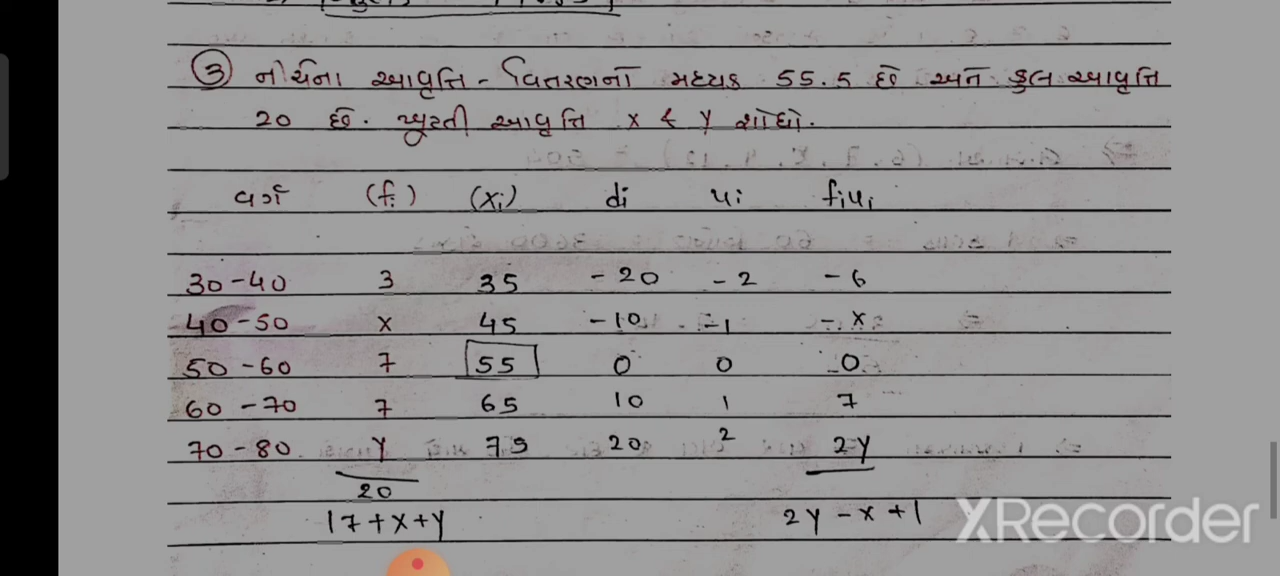 ③ નીચેના આવૃત્તિ - વિતરણનો મધ્યક 55.5 છે અને કુલ આવૃત્તિ
20 છે. ખૂટતી આવૃત્તિ x ટ y શોધો.
વર્ગ (fi) (xi) di ui fiui
30-40 3 35 -20 -2 -6
40-50 x 45 -10 -1 -x
50-60 7 55 0 0 0
60-70 7 65 10 1 7
70-80 y 75 20 2 2y
20
17+x+y 2y-x+1
XRecorder